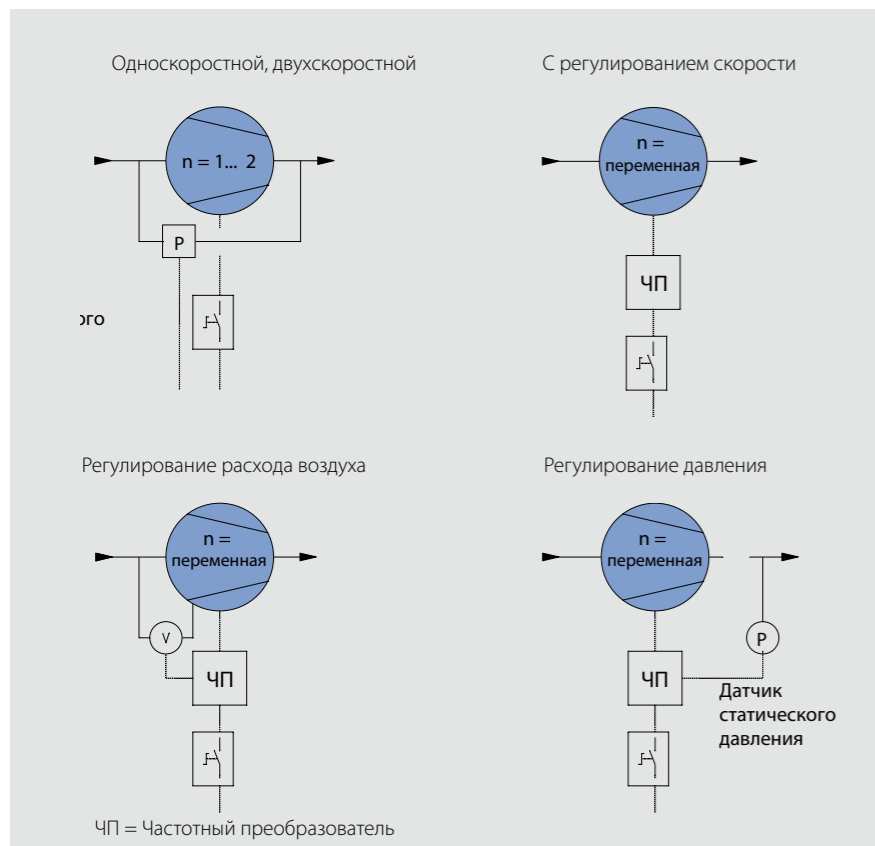 Односкоростной, двухскоростной
n = 1... 2
P
ого
С регулированием скорости
n =
переменная
ЧП
Регулирование расхода воздуха
n =
переменная
V
ЧП
Регулирование давления
n =
переменная
P
ЧП
Датчик
статического
давления
ЧП = Частотный преобразователь